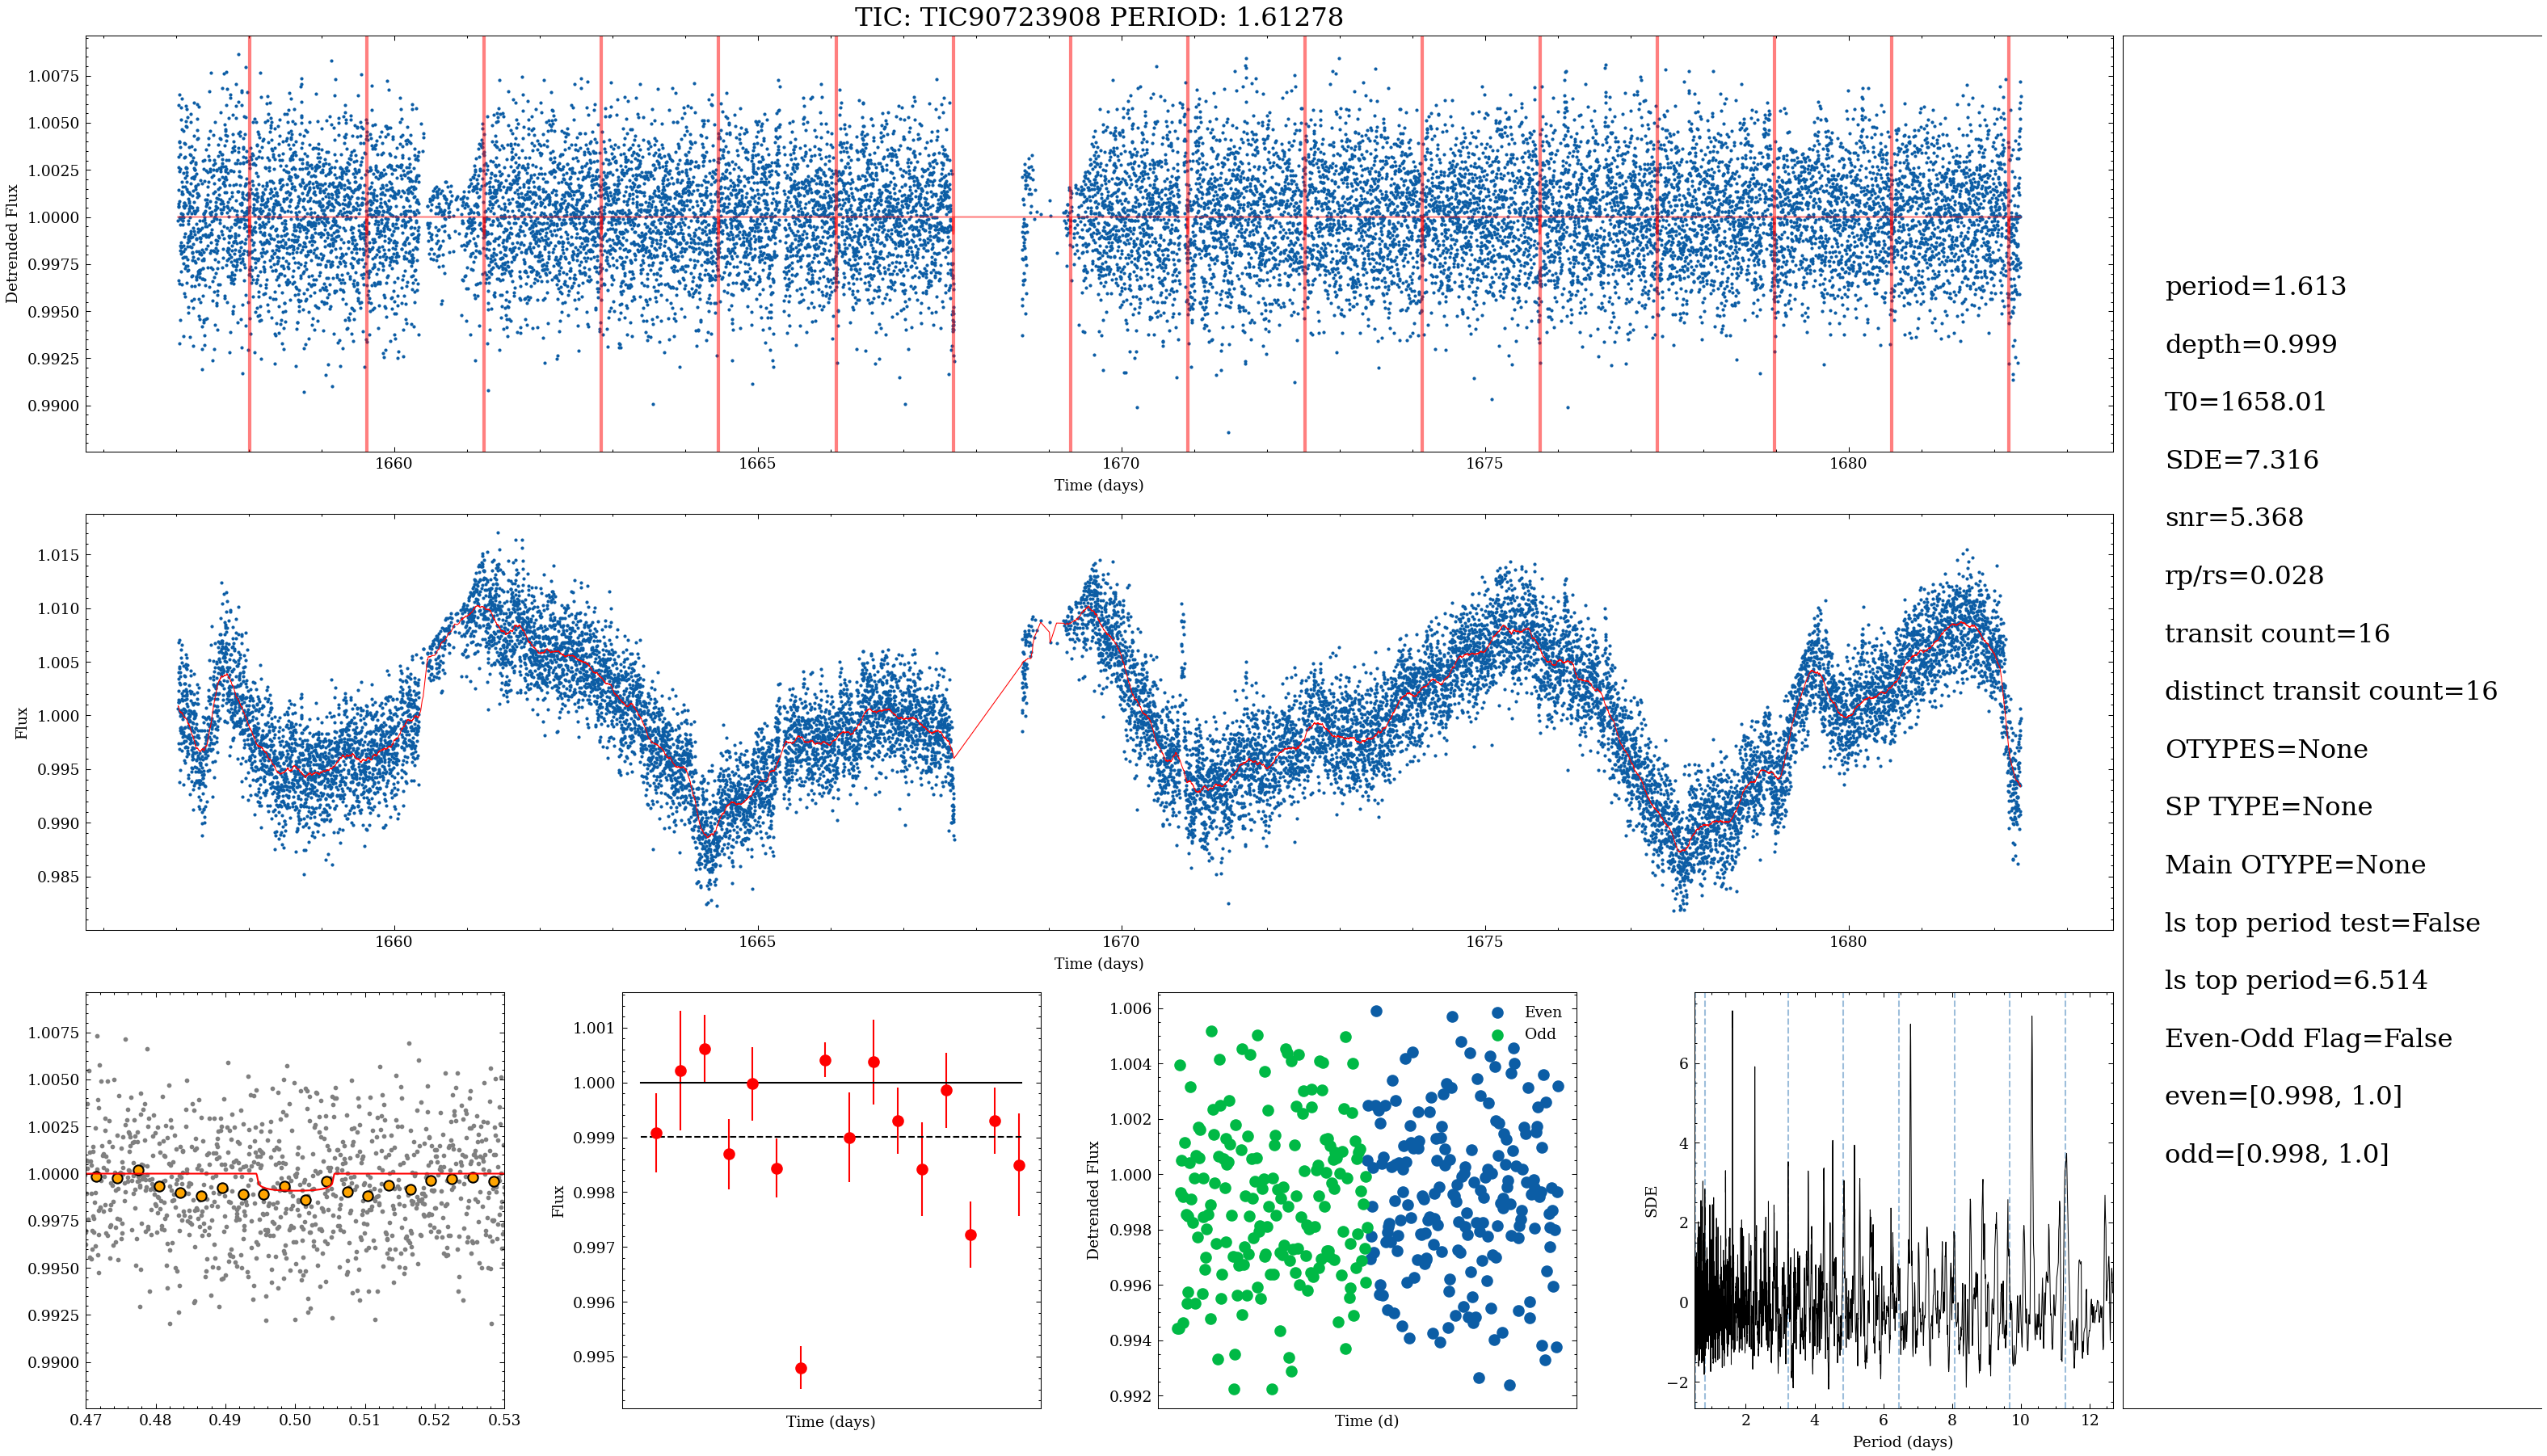 TIC: TIC90723908 PERIOD: 1.61278
1.0075
1.0050
1.0025
1.0000
0.9975
0.9950
0.9925
0.9900
Detrended Flux
1660
1665
1670
1675
1680
Time (days)
1.015
1.010
1.005
1.000
0.995
0.990
0.985
Flux
1660
1665
1670
1675
1680
Time (days)
1.0075
1.0050
1.0025
1.0000
0.9975
0.9950
0.9925
0.9900
0.47
0.48
0.49
0.50
0.51
0.52
0.53
1.001
1.000
0.999
0.998
0.997
0.996
0.995
Flux
Time (days)
1.006
1.004
1.002
1.000
0.998
0.996
0.994
0.992
Detrended Flux
Even
Odd
Time (d)
6
4
2
0
−2
SDE
2
4
6
8
10
12
Period (days)
period=1.613
depth=0.999
T0=1658.01
SDE=7.316
snr=5.368
rp/rs=0.028
transit count=16
distinct transit count=16
OTYPES=None
SP TYPE=None
Main OTYPE=None
ls top period test=False
ls top period=6.514
Even-Odd Flag=False
even=[0.998, 1.0]
odd=[0.998, 1.0]